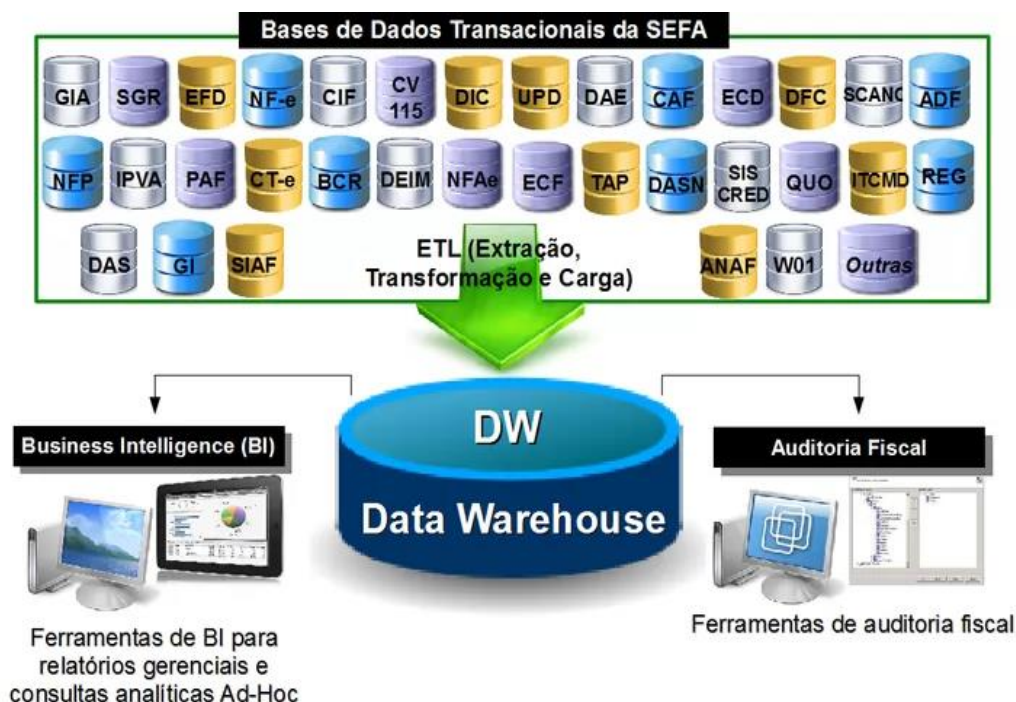 Bases de Dados Transacionais da SEFA
GIA
SGR
EFD
NF-e
CIF
CV
115
DIC
UPD
DAE
CAF
ECD
DFC
SCANC
ADF
NFP
IPVA
PAF
CT-e
BCR
DEIM
NFAe
ECF
TAP
DASN
SIS
CRED
QUO
ITCMD
REG
DAS
GI
SIAF
ETL (Extração,
Transformação e Carga)
ANAF
W01
Outras
Business Intelligence (BI)
DW
Data Warehouse
Auditoria Fiscal
Ferramentas de BI para
relatórios gerenciais e
consultas analíticas Ad-Hoc
Ferramentas de auditoria fiscal